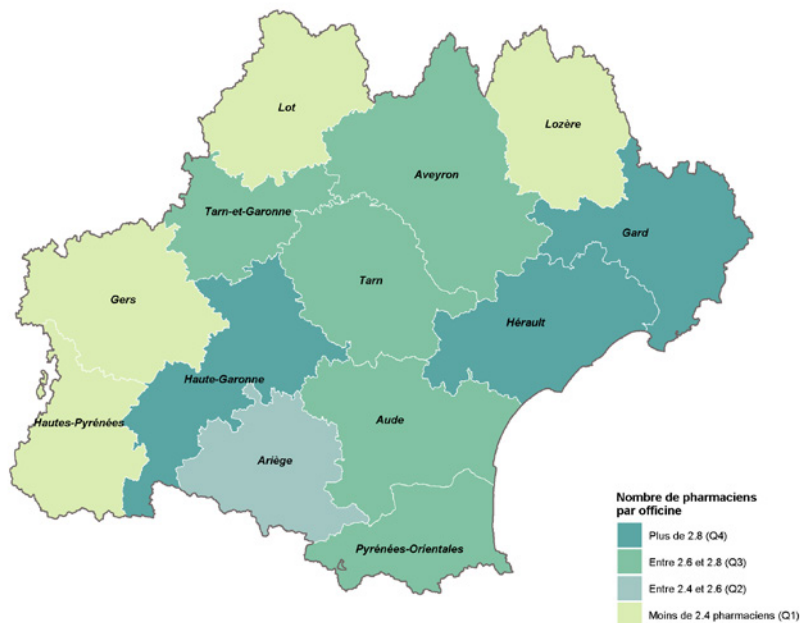 Lot
Lozère
Aveyron
Tarn-et-Garonne
Gard
Tarn
Gers
Hérault
Haute-Garonne
Hautes-Pyrénées
Aude
Ariège
Pyrénées-Orientales
Nombre de pharmaciens
par officine
Plus de 2.8 (Q4)
Entre 2.6 et 2.8 (Q3)
Entre 2.4 et 2.6 (Q2)
Moins de 2.4 pharmaciens (Q1)